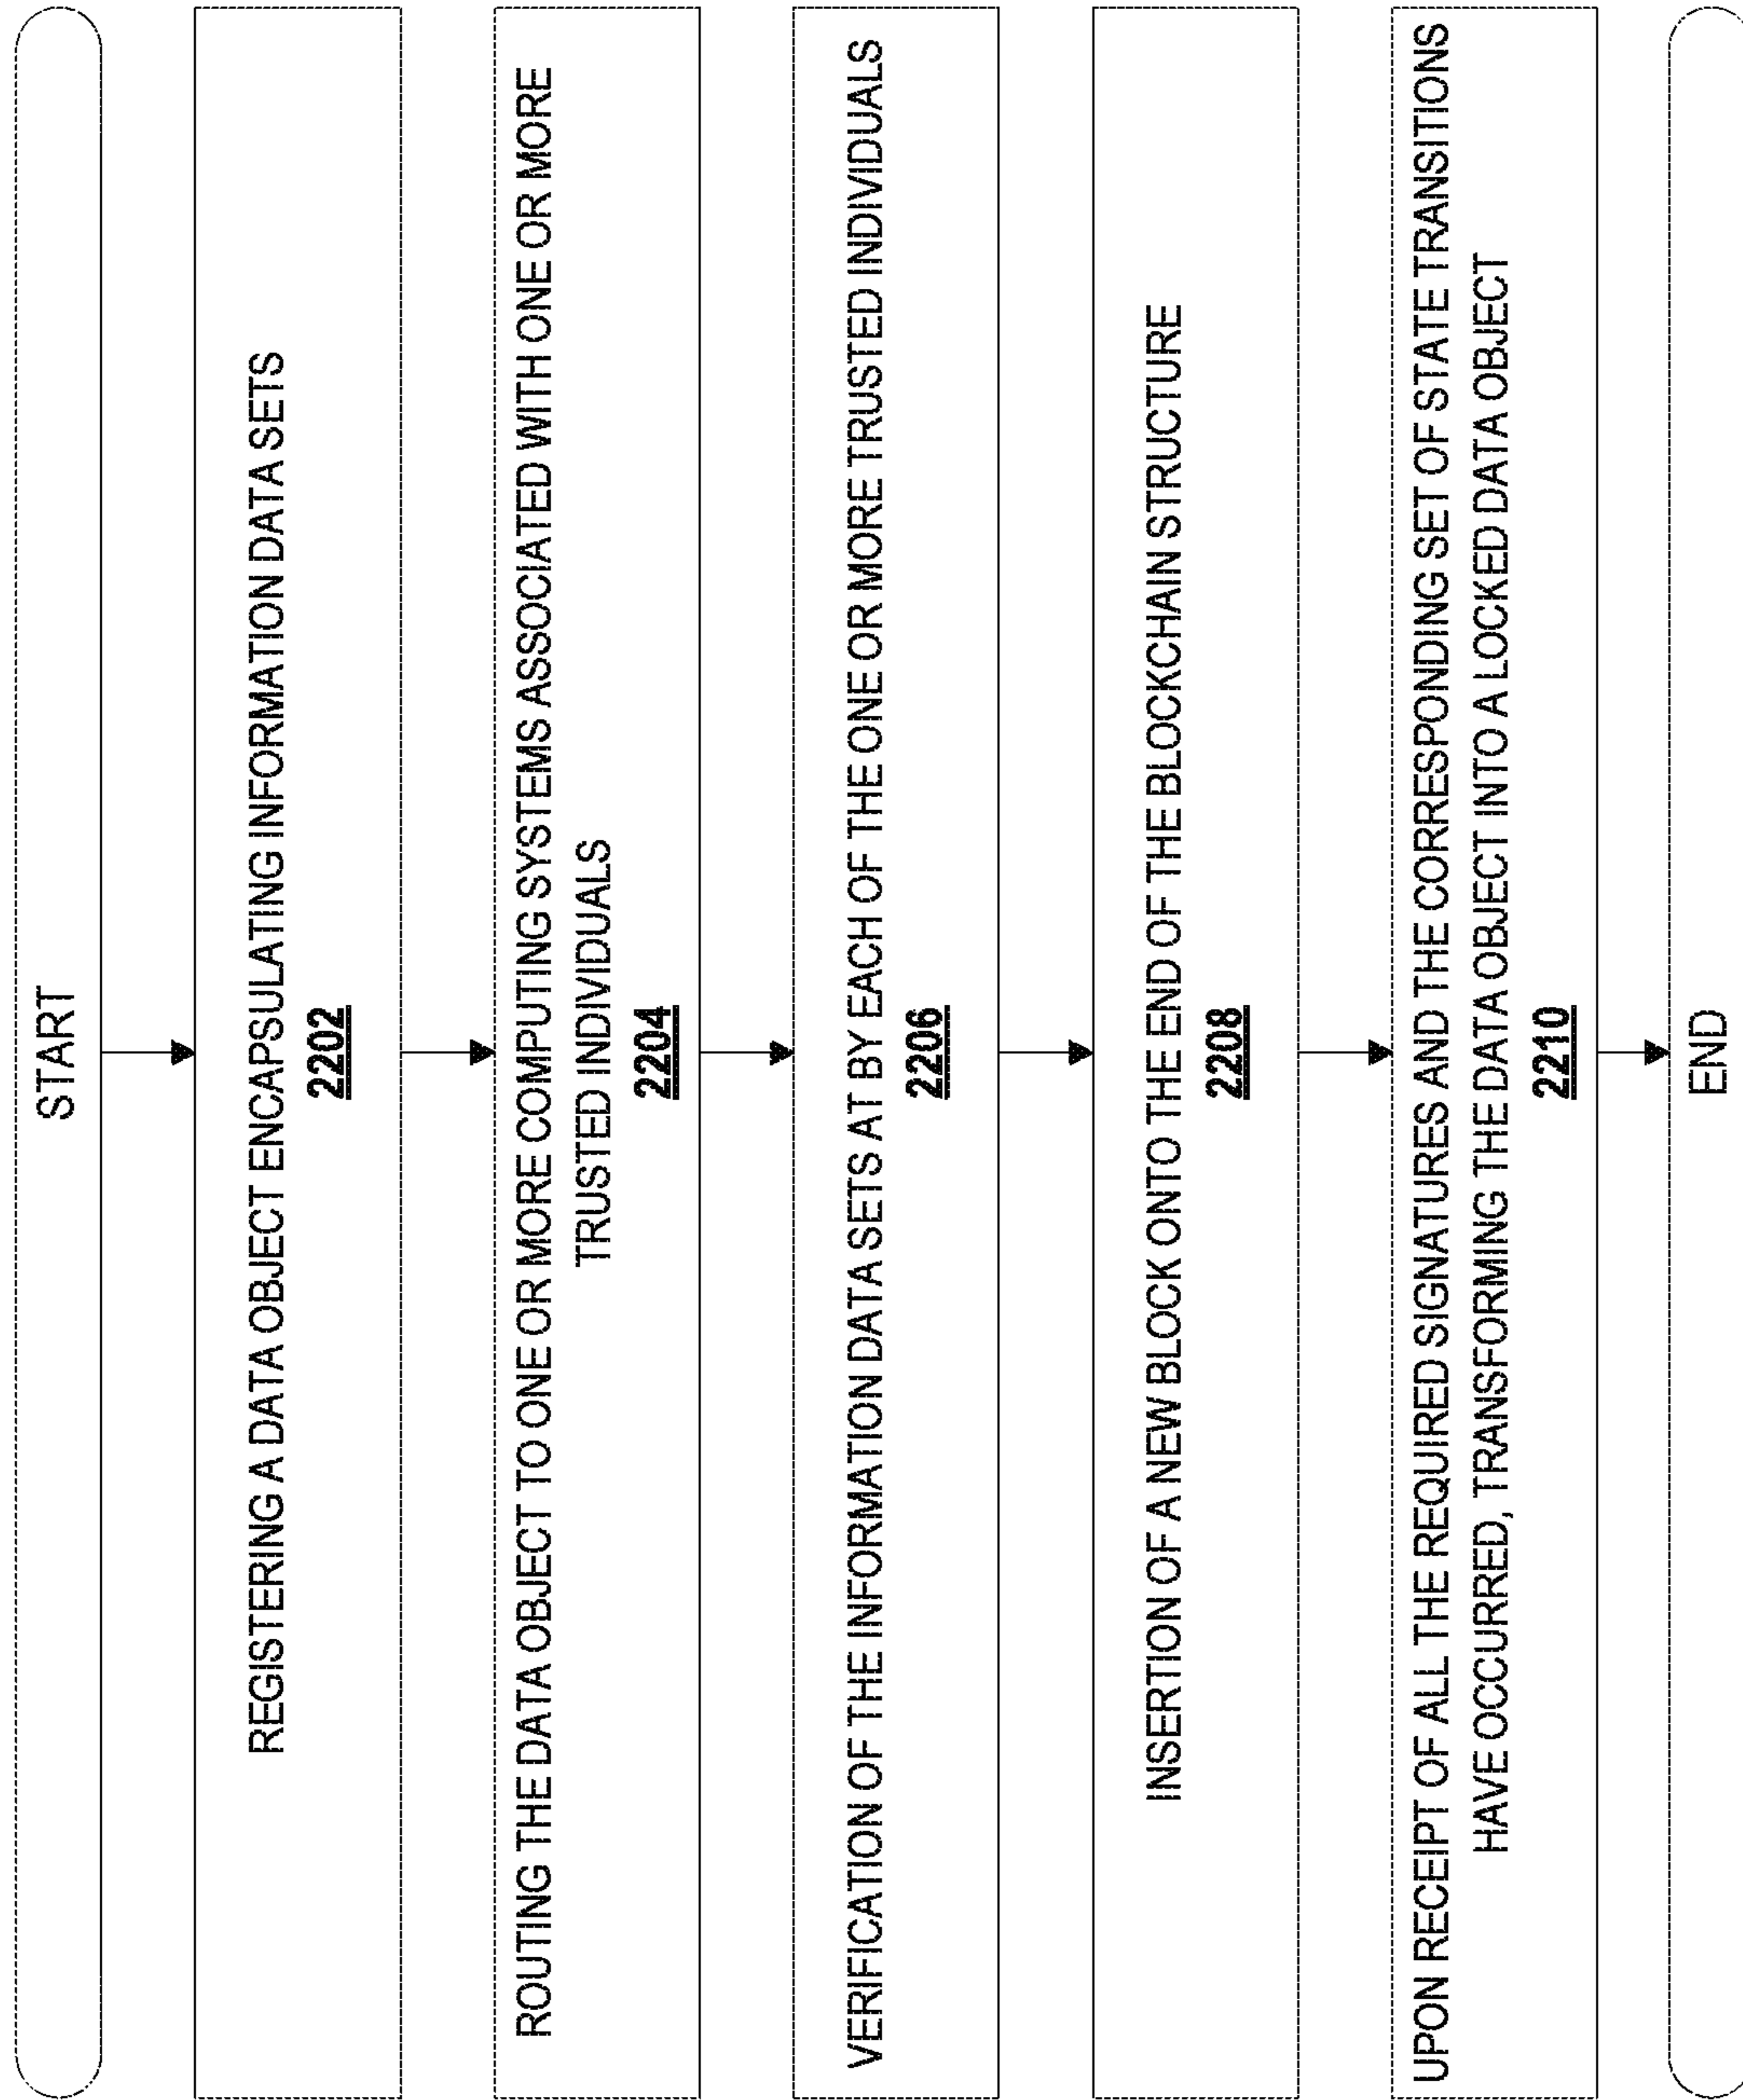 START
REGISTERING A DATA OBJECT ENCAPSULATING INFORMATION DATA SETS
2202
ROUTING THE DATA OBJECT TO ONE OR MORE COMPUTING SYSTEMS ASSOCIATED WITH ONE OR MORE
TRUSTED INDIVIDUALS
2204
VERIFICATION OF THE INFORMATION DATA SETS AT BY EACH OF THE ONE OR MORE TRUSTED INDIVIDUALS
2206
INSERTION OF A NEW BLOCK ONTO THE END OF THE BLOCKCHAIN STRUCTURE
2208
UPON RECEIPT OF ALL THE REQUIRED SIGNATURES AND THE CORRESPONDING SET OF STATE TRANSITIONS
HAVE OCCURRED, TRANSFORMING THE DATA OBJECT INTO A LOCKED DATA OBJECT
2210
END